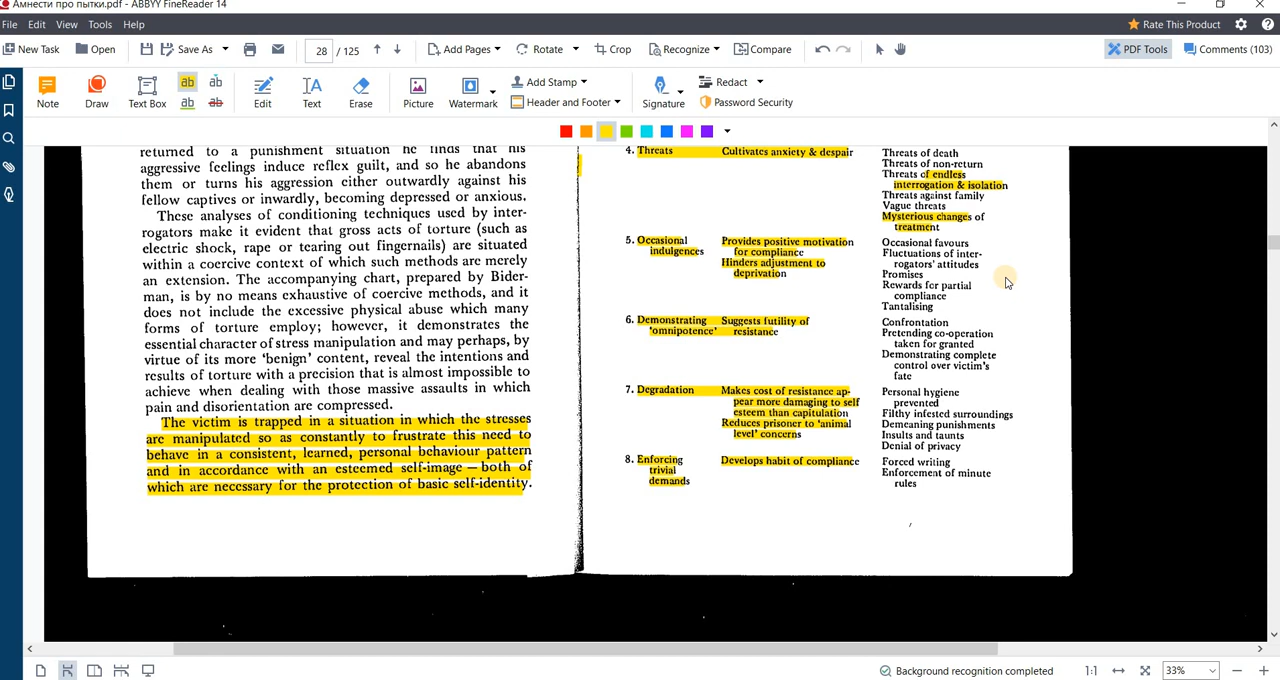 Амнести про пытки.pdf - ABBYY FineReader 14
File Edit View Tools Help
Rate This Product
New Task Open Save As 28 / 125 Add Pages Rotate Crop Recognize Compare PDF Tools Comments (103)
Note Draw Text Box ab ab ab ab Edit Text Erase Picture Watermark Add Stamp Header and Footer Signature Redact Password Security
returned to a punishment situation he finds that his
aggressive feelings induce reflex guilt, and so he abandons
them or turns his aggression either outwardly against his
fellow captives or inwardly, becoming depressed or anxious.
These analyses of conditioning techniques used by inter-
rogators make it evident that gross acts of torture (such as
electric shock, rape or tearing out fingernails) are situated
within a coercive context of which such methods are merely
an extension. The accompanying chart, prepared by Bider-
man, is by no means exhaustive of coercive methods, and it
does not include the excessive physical abuse which many
forms of torture employ; however, it demonstrates the
essential character of stress manipulation and may perhaps, by
virtue of its more ‘benign’ content, reveal the intentions and
results of torture with a precision that is almost impossible to
achieve when dealing with those massive assaults in which
pain and disorientation are compressed.
The victim is trapped in a situation in which the stresses
are manipulated so as constantly to frustrate this need to
behave in a consistent, learned, personal behaviour pattern
and in accordance with an esteemed self-image — both of
which are necessary for the protection of basic self-identity.
4. Threats Cultivates anxiety & despair Threats of death
Threats of non-return
Threats of endless
interrogation & isolation
Threats against family
Vague threats
Mysterious changes of
treatment
5. Occasional Provides positive motivation Occasional favours
indulgences for compliance Fluctuations of inter-
Hinders adjustment to rogators' attitudes
deprivation Promises
Rewards for partial
compliance
Tantalising
6. Demonstrating Suggests futility of Confrontation
‘omnipotence’ resistance Pretending co-operation
taken for granted
Demonstrating complete
control over victim's
fate
7. Degradation Makes cost of resistance ap- Personal hygiene
pear more damaging to self prevented
esteem than capitulation Filthy infested surroundings
Reduces prisoner to ‘animal Demeaning punishments
level’ concerns Insults and taunts
Denial of privacy
8. Enforcing Develops habit of compliance Forced writing
trivial Enforcement of minute
demands rules
Background recognition completed 1:1 33%